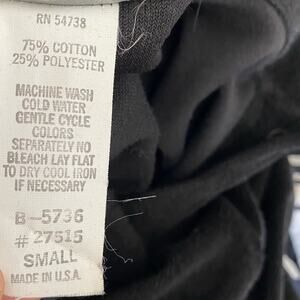 RN 54738
75% COTTON
25% POLYESTER
MACHINE WASH
COLD WATER
GENTLE CYCLE
COLORS
SEPARATELY NO
BLEACH LAY FLAT
TO DRY COOL IRON
IF NECESSARY
B-5736
# 27515
SMALL
MADE IN U.S.A.